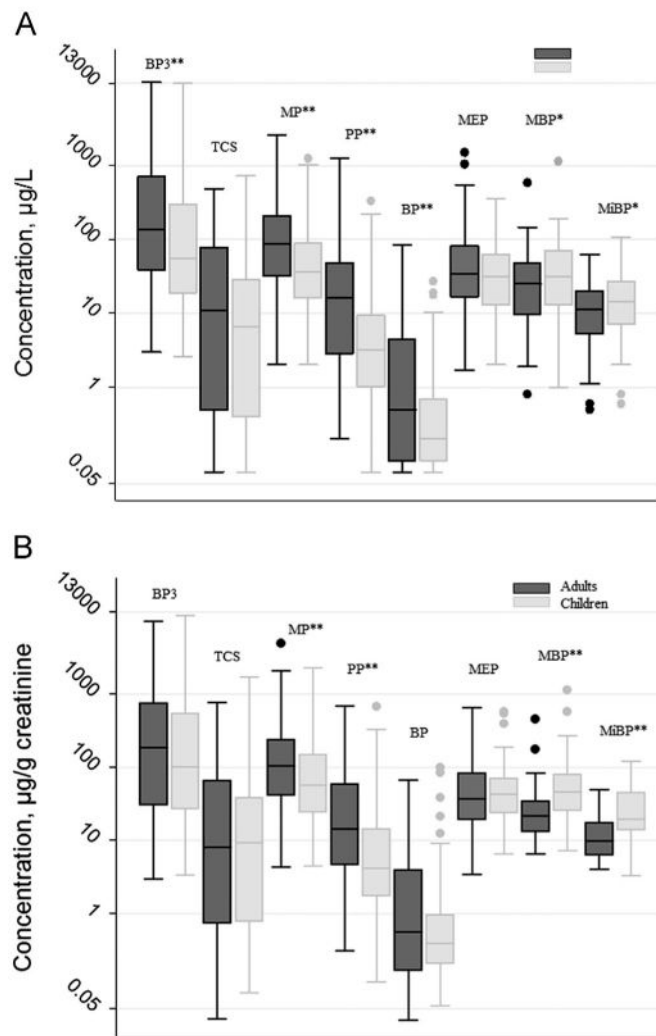 A
13000
BP3**
TCS
MP**
PP**
BP**
MEP
MBP*
MiBP*
1000
100
10
1
0.05
Concentration, µg/L
B
13000
BP3
TCS
MP**
PP**
BP
MEP
MBP**
MiBP**
Adults
Children
1000
100
10
1
0.05
Concentration, µg/g creatinine